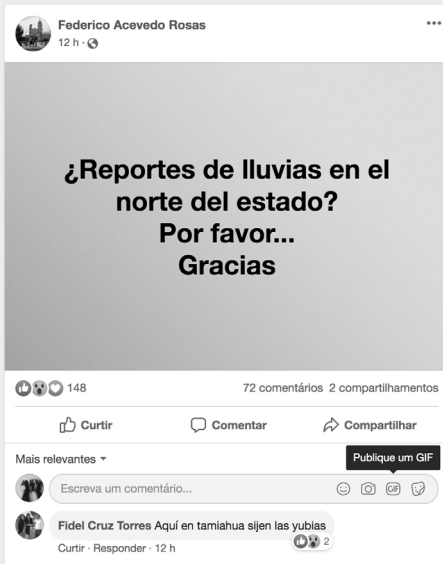 Federico Acevedo Rosas
12 h ·
¿Reportes de lluvias en el
norte del estado?
Por favor...
Gracias
148
72 comentários 2 compartilhamentos
Curtir Comentar Compartilhar
Mais relevantes
Publique um GIF
Escreva um comentário...
GIF
Fidel Cruz Torres Aquí en tamiahua sijen las yubias
2
Curtir · Responder · 12 h